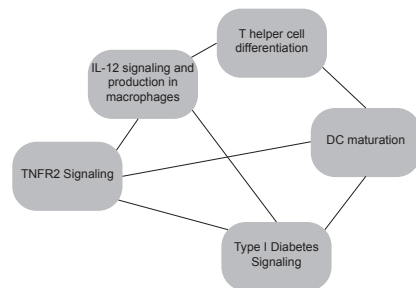 T helper cell
differentiation
IL-12 signaling and
production in
macrophages
DC maturation
TNFR2 Signaling
Type I Diabetes
Signaling